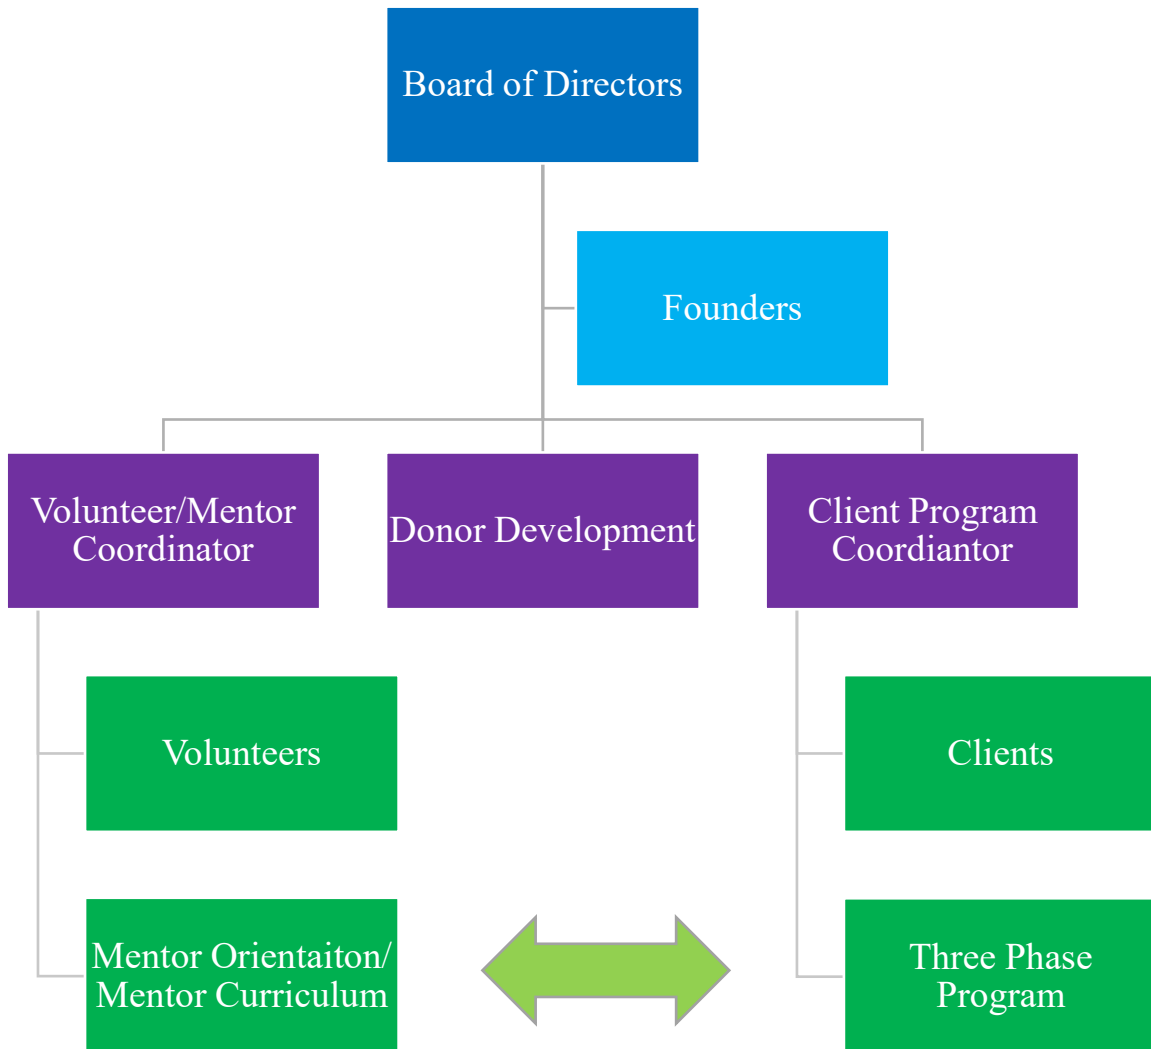 Board of Directors
Founders
Volunteer/Mentor
Coordinator
Donor Development
Client Program
Coordiantor
Volunteers
Clients
Mentor Orientaiton/
Mentor Curriculum
Three Phase
Program